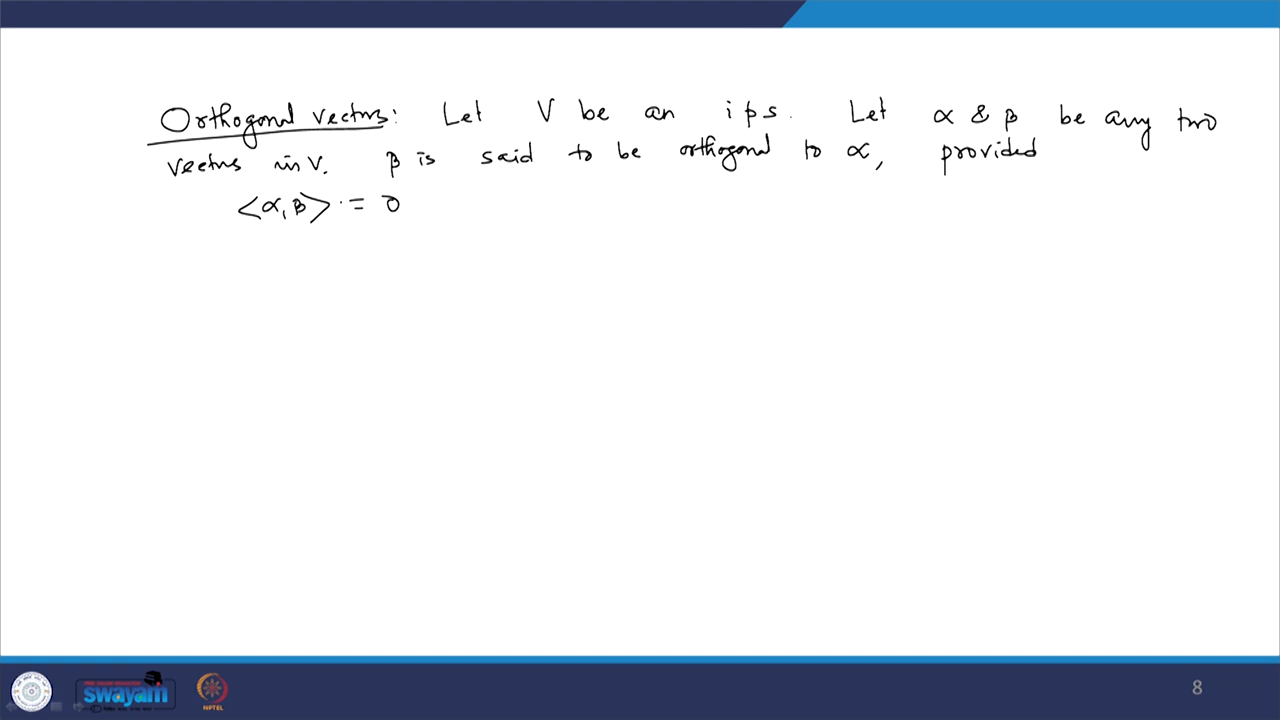 Orthogonal vectors: Let V be an ips. Let α & β be any two
vectors in V. β is said to be orthogonal to α, provided
<α, β> = 0
swayam
NPTEL
8